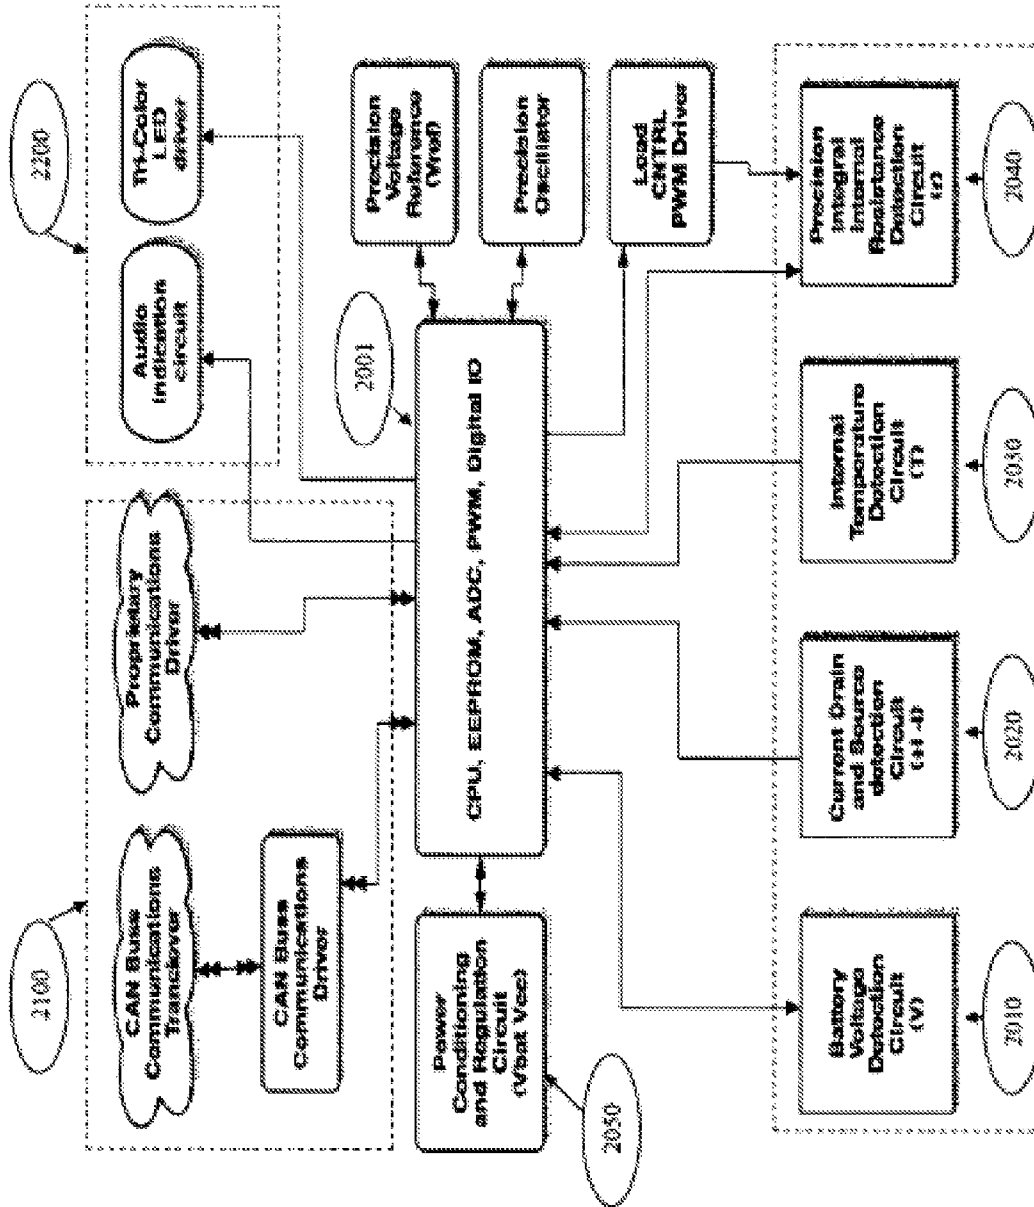 2100
2200
CAN Buss
Communications
Tranciever
Proprietary
Communications
Driver
Audio
Indication
circuit
Tri-Color
LED
driver
CAN Buss
Communications
Driver
2001
Power
Conditioning
and Regulation
Circuit
(Vbat Vcc)
2050
CPU, EEPROM, ADC, PWM, Digital IO
Precision
Voltage
Reference
(Vref)
Precision
Oscillator
Load
CNTRL
PWM Driver
Battery
Voltage
Detection
Circuit
(V)
Current Drain
and Source
detection
Circuit
(+I -I)
Internal
Temperature
Detection
Circuit
(T)
Precision
Integral
Internal
Resistance
Detection
Circuit
(r)
2010
2020
2030
2040